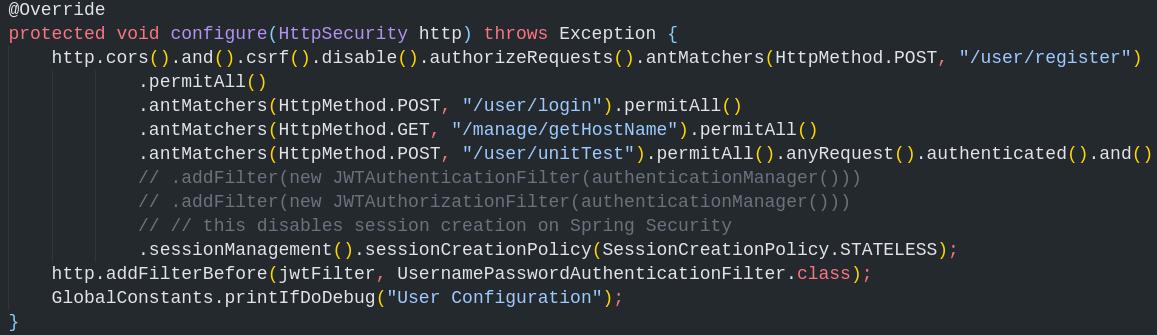 @Override
protected void configure(HttpSecurity http) throws Exception {
http.cors().and().csrf().disable().authorizeRequests().antMatchers(HttpMethod.POST, "/user/register")
.permitAll()
.antMatchers(HttpMethod.POST, "/user/login").permitAll()
.antMatchers(HttpMethod.GET, "/manage/getHostName").permitAll()
.antMatchers(HttpMethod.POST, "/user/unitTest").permitAll().anyRequest().authenticated().and()
// .addFilter(new JWTAuthenticationFilter(authenticationManager()))
// .addFilter(new JWTAuthorizationFilter(authenticationManager()))
// // this disables session creation on Spring Security
.sessionManagement().sessionCreationPolicy(SessionCreationPolicy.STATELESS);
http.addFilterBefore(jwtFilter, UsernamePasswordAuthenticationFilter.class);
GlobalConstants.printIfDoDebug("User Configuration");
}